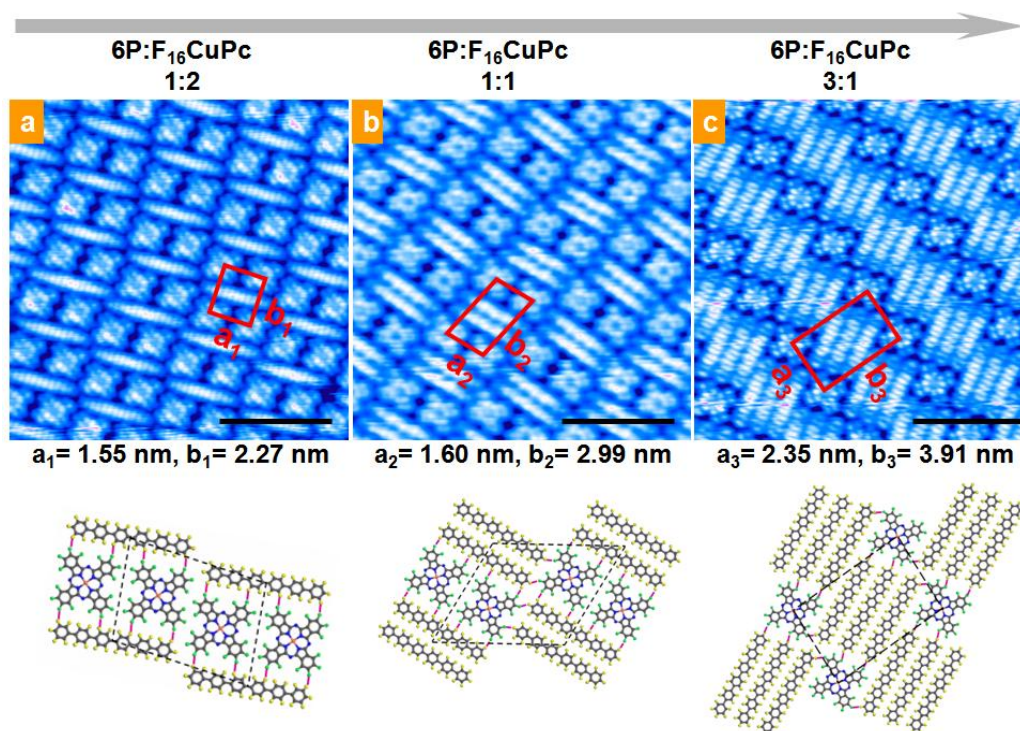 6P:F₁₆CuPc
1:2
6P:F₁₆CuPc
1:1
6P:F₁₆CuPc
3:1
a
b
c
a₁
b₁
a₂
b₂
a₃
b₃
a₁= 1.55 nm, b₁= 2.27 nm
a₂= 1.60 nm, b₂= 2.99 nm
a₃= 2.35 nm, b₃= 3.91 nm